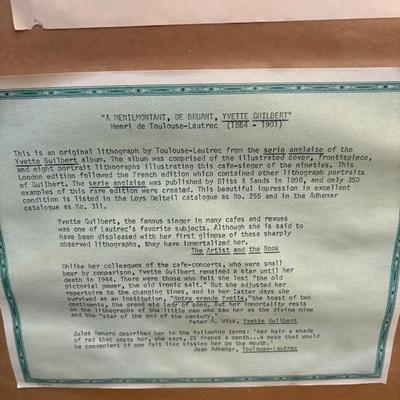 "A MENILMONTANT, DE BRUANT, YVETTE GUILBERT"
Henri de Toulouse-Lautrec (1864 - 1901)
This is an original lithograph by Toulouse-Lautrec from the serie anglaise of the
Yvette Guilbert album. The album was comprised of the illustrated cover, frontispiece,
and eight portrait lithographs illustrating this cafe-singer of the nineties. This
London edition followed the French edition which contained other lithograph portraits
of Guilbert. The serie anglaise was published by Bliss & Sands in 1898, and only 350
examples of this rare edition were created. This beautiful impression in excellent
condition is listed in the Loys Delteil catalogue as No. 265 and in the Adhemar
catalogue as No. 311.
Yvette Guilbert, the famous singer in many cafes and revues
was one of Lautrec's favorite subjects. Although she is said to
have been displeased with her first glimpse of these sharply
observed lithographs, they have immortalized her.
The Artist and the Book
Unlike her colleagues of the cafe-concerts, who were small
beer by comparison, Yvette Guilbert remained a star until her
death in 1944. There were those who felt she lost "the old
pictorial power, the old ironic salt." But she adjusted her
repertoire to the changing times, and in her latter days she
survived as an institution, "Notre grande Yvette," the toast of two
continents, the grand old lady of song. But her immortality rests
on the lithographs of the little man who saw her as the divine mime
and the "star of the end of the century."
Peter A. Wick, Yvette Guilbert
Jules Renard described her in the following terms: 'her hair a shade
of red that costs her, she says, 25 francs a month...a nose that would
be convenient if one felt like kissing her on the mouth.'
Jean Adhemar, Toulouse-Lautrec